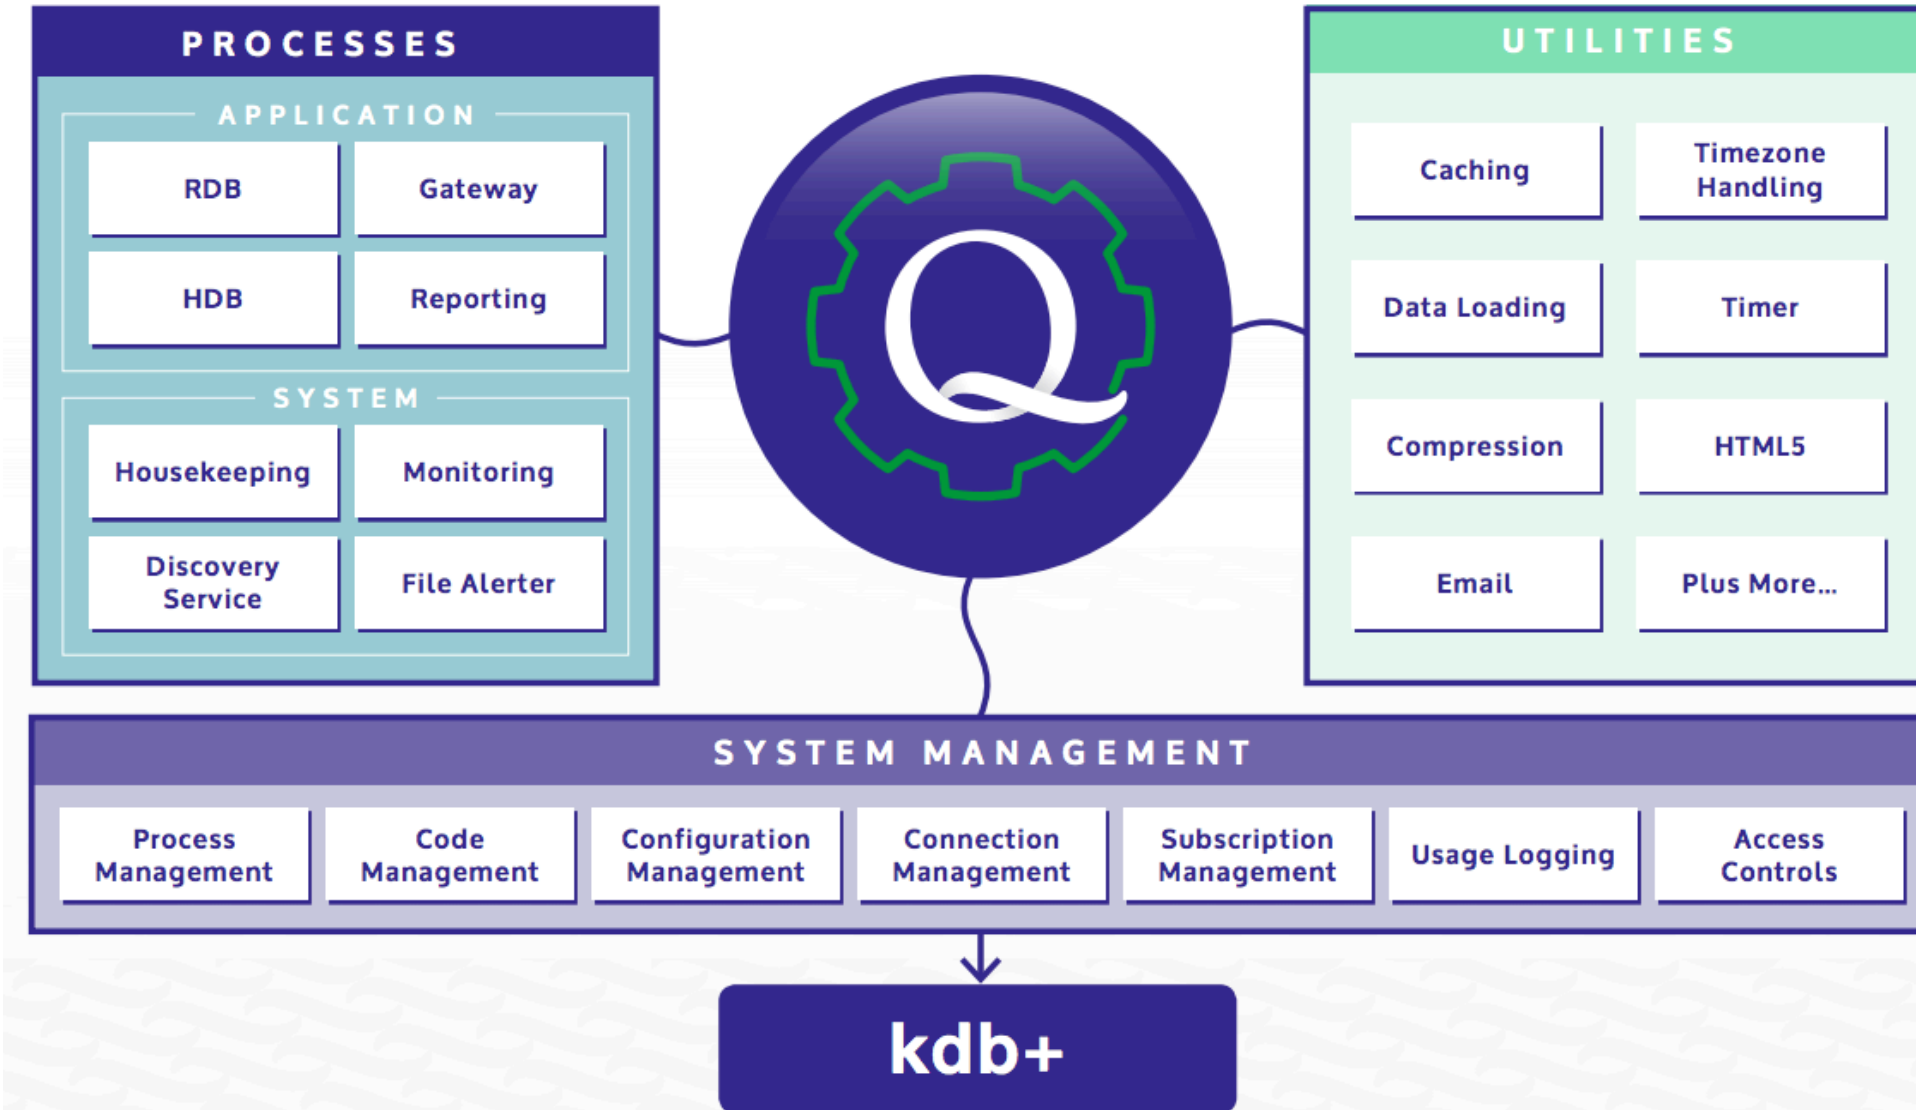 PROCESSES
APPLICATION
RDB
Gateway
HDB
Reporting
SYSTEM
Housekeeping
Monitoring
Discovery
Service
File Alerter
Q
UTILITIES
Caching
Timezone
Handling
Data Loading
Timer
Compression
HTML5
Email
Plus More...
SYSTEM MANAGEMENT
Process
Management
Code
Management
Configuration
Management
Connection
Management
Subscription
Management
Usage Logging
Access
Controls
kdb+